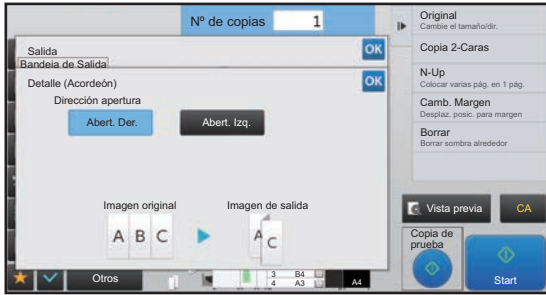 Nº de copias 1
Original
Cambie el tamaño/dir.
Copia 2-Caras
N-Up
Colocar varias pág. en 1 pág.
Camb. Margen
Desplaz. posic. para margen
Borrar
Borrar sombra alrededor
Salida OK
Bandeja de Salida
Detalle (Acordeón) OK
Dirección apertura
Abert. Der. Abert. Izq.
Imagen original Imagen de salida
A B C A C
Vista previa CA
Copia de
prueba
Start
Otros
3 B4
4 A3
A4